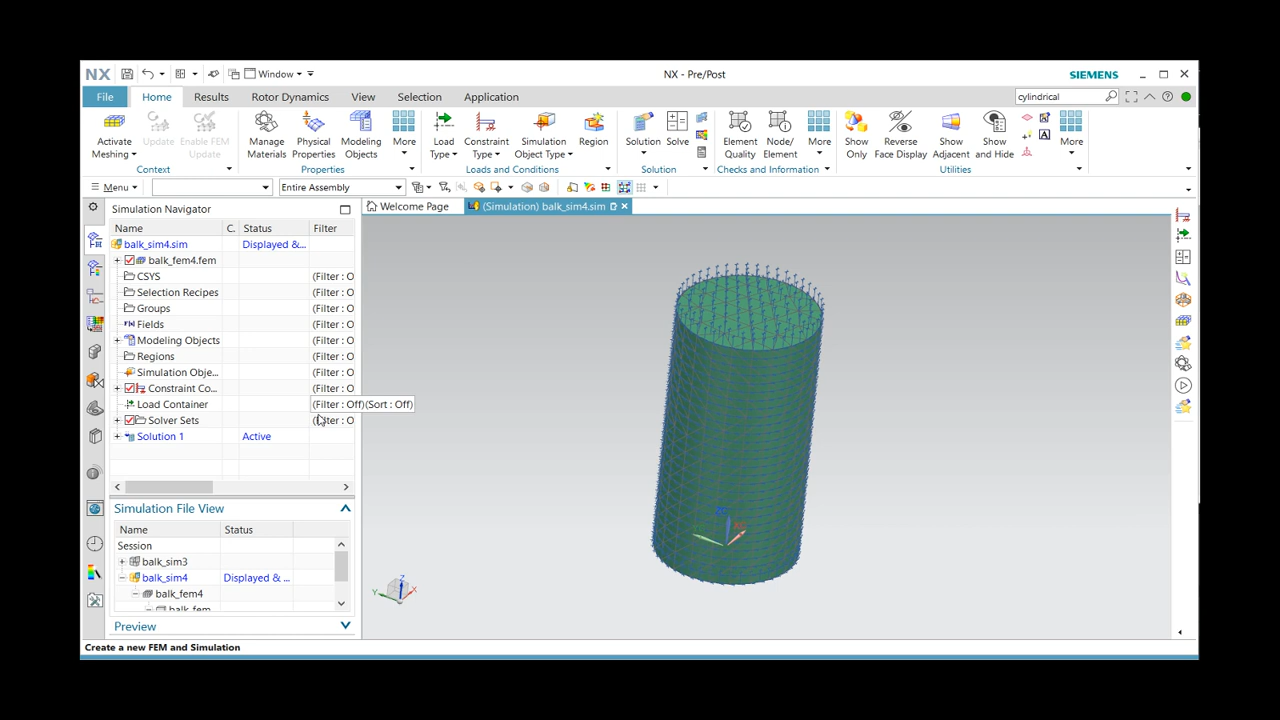 NX
Window
NX - Pre/Post
SIEMENS
File
Home
Results
Rotor Dynamics
View
Selection
Application
cylindrical
Activate Meshing
Update
Enable FEM Update
Manage Materials
Physical Properties
Modeling Objects
More
Load Type
Constraint Type
Simulation Object Type
Region
Solution
Solve
Element Quality
Node/ Element
More
Show Only
Reverse Face Display
Show Adjacent
Show and Hide
More
Context
Properties
Loads and Conditions
Solution
Checks and Information
Utilities
Menu
Entire Assembly
Simulation Navigator
Welcome Page
(Simulation) balk_sim4.sim
Name
C.
Status
Filter
balk_sim4.sim
Displayed &...
balk_fem4.fem
CSYS
(Filter : O
Selection Recipes
(Filter : O
Groups
(Filter : O
Fields
(Filter : O
Modeling Objects
(Filter : O
Regions
(Filter : O
Simulation Obje...
(Filter : O
Constraint Co...
(Filter : O
Load Container
(Filter : Off)(Sort : Off)
Solver Sets
Solution 1
Active
Simulation File View
Name
Status
Session
balk_sim3
balk_sim4
Displayed & ...
balk_fem4
balk_fem
Preview
Create a new FEM and Simulation
Z
Y
X